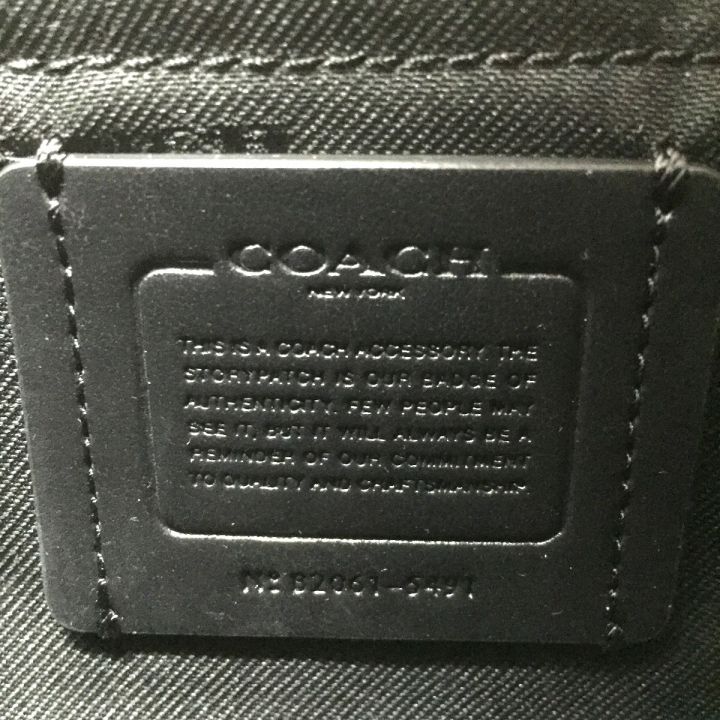 COACH
NEW YORK
THIS IS A COACH ACCESSORY. THE
STORYPATCH IS OUR BADGE OF
AUTHENTICITY. FEW PEOPLE MAY
SEE IT, BUT IT WILL ALWAYS BE A
REMINDER OF OUR COMMITMENT
TO QUALITY AND CRAFTSMANSHIP.
Nº B2061-5491